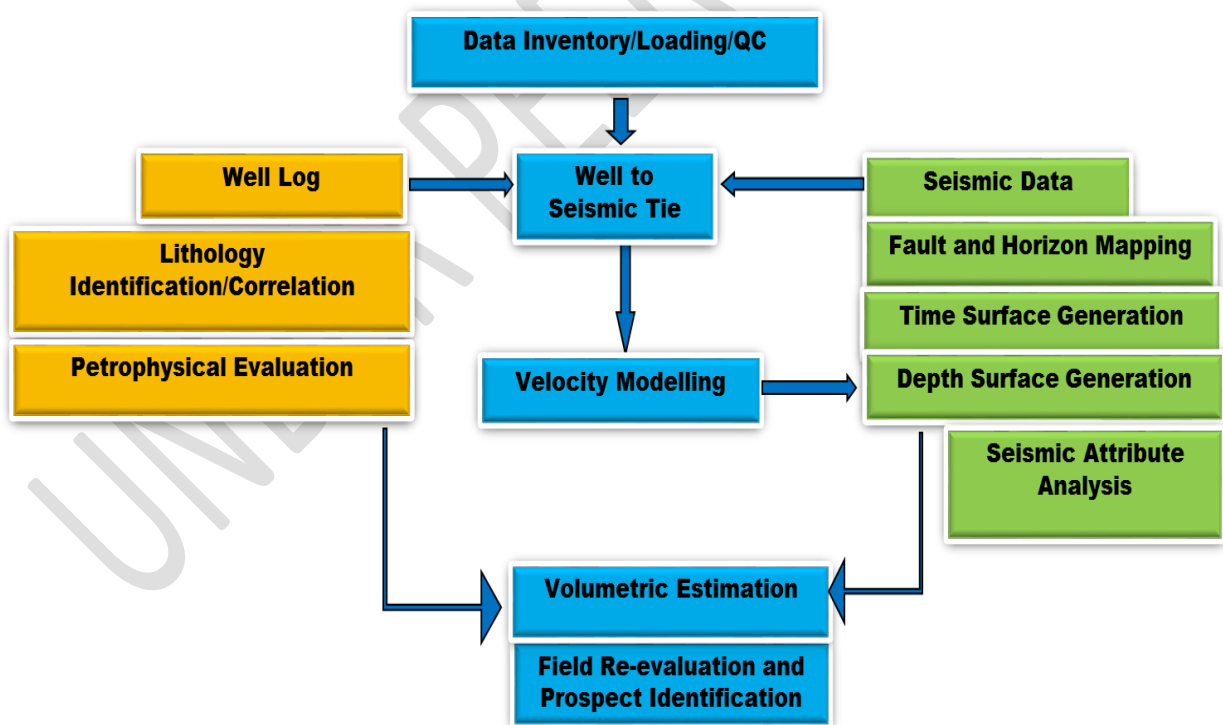 Data Inventory/Loading/QC
Well Log
Well to
Seismic Tie
Seismic Data
Lithology
Identification/Correlation
Fault and Horizon Mapping
Time Surface Generation
Petrophysical Evaluation
Velocity Modelling
Depth Surface Generation
Seismic Attribute
Analysis
Volumetric Estimation
Field Re-evaluation and
Prospect Identification